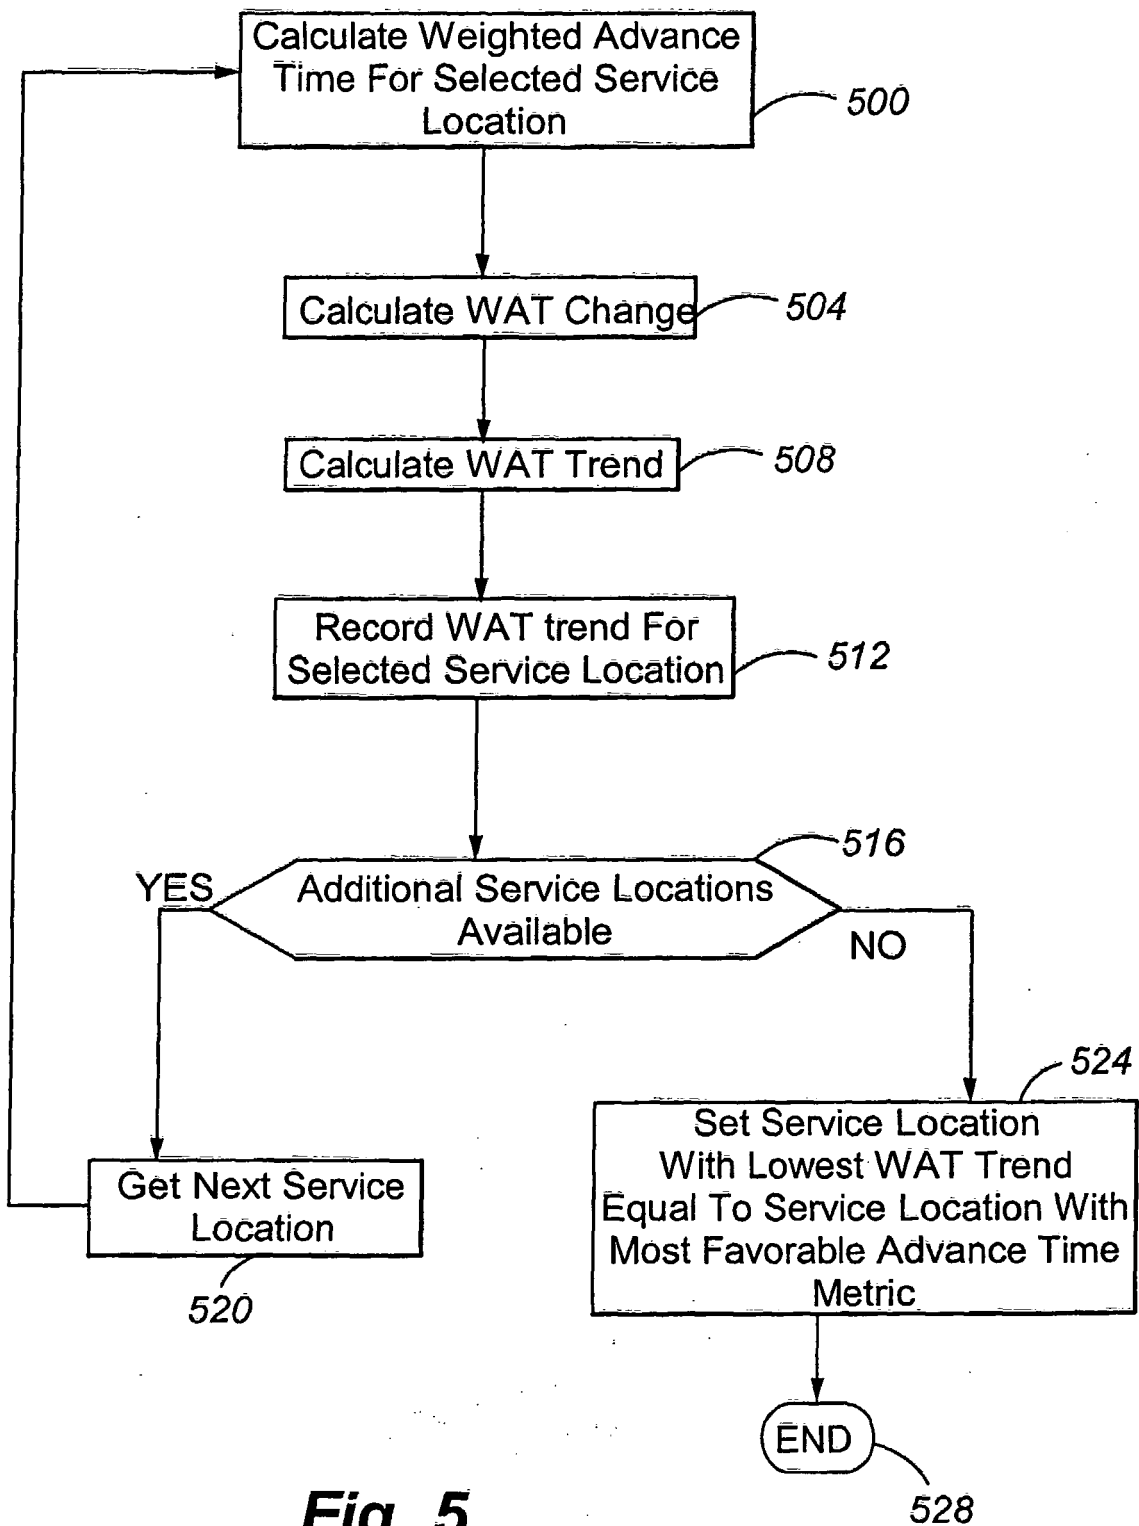 Calculate Weighted Advance
Time For Selected Service
Location
500
Calculate WAT Change
504
Calculate WAT Trend
508
Record WAT trend For
Selected Service Location
512
516
YES
Additional Service Locations
Available
NO
524
Set Service Location
With Lowest WAT Trend
Equal To Service Location With
Most Favorable Advance Time
Metric
Get Next Service
Location
520
END
528
Fig. 5